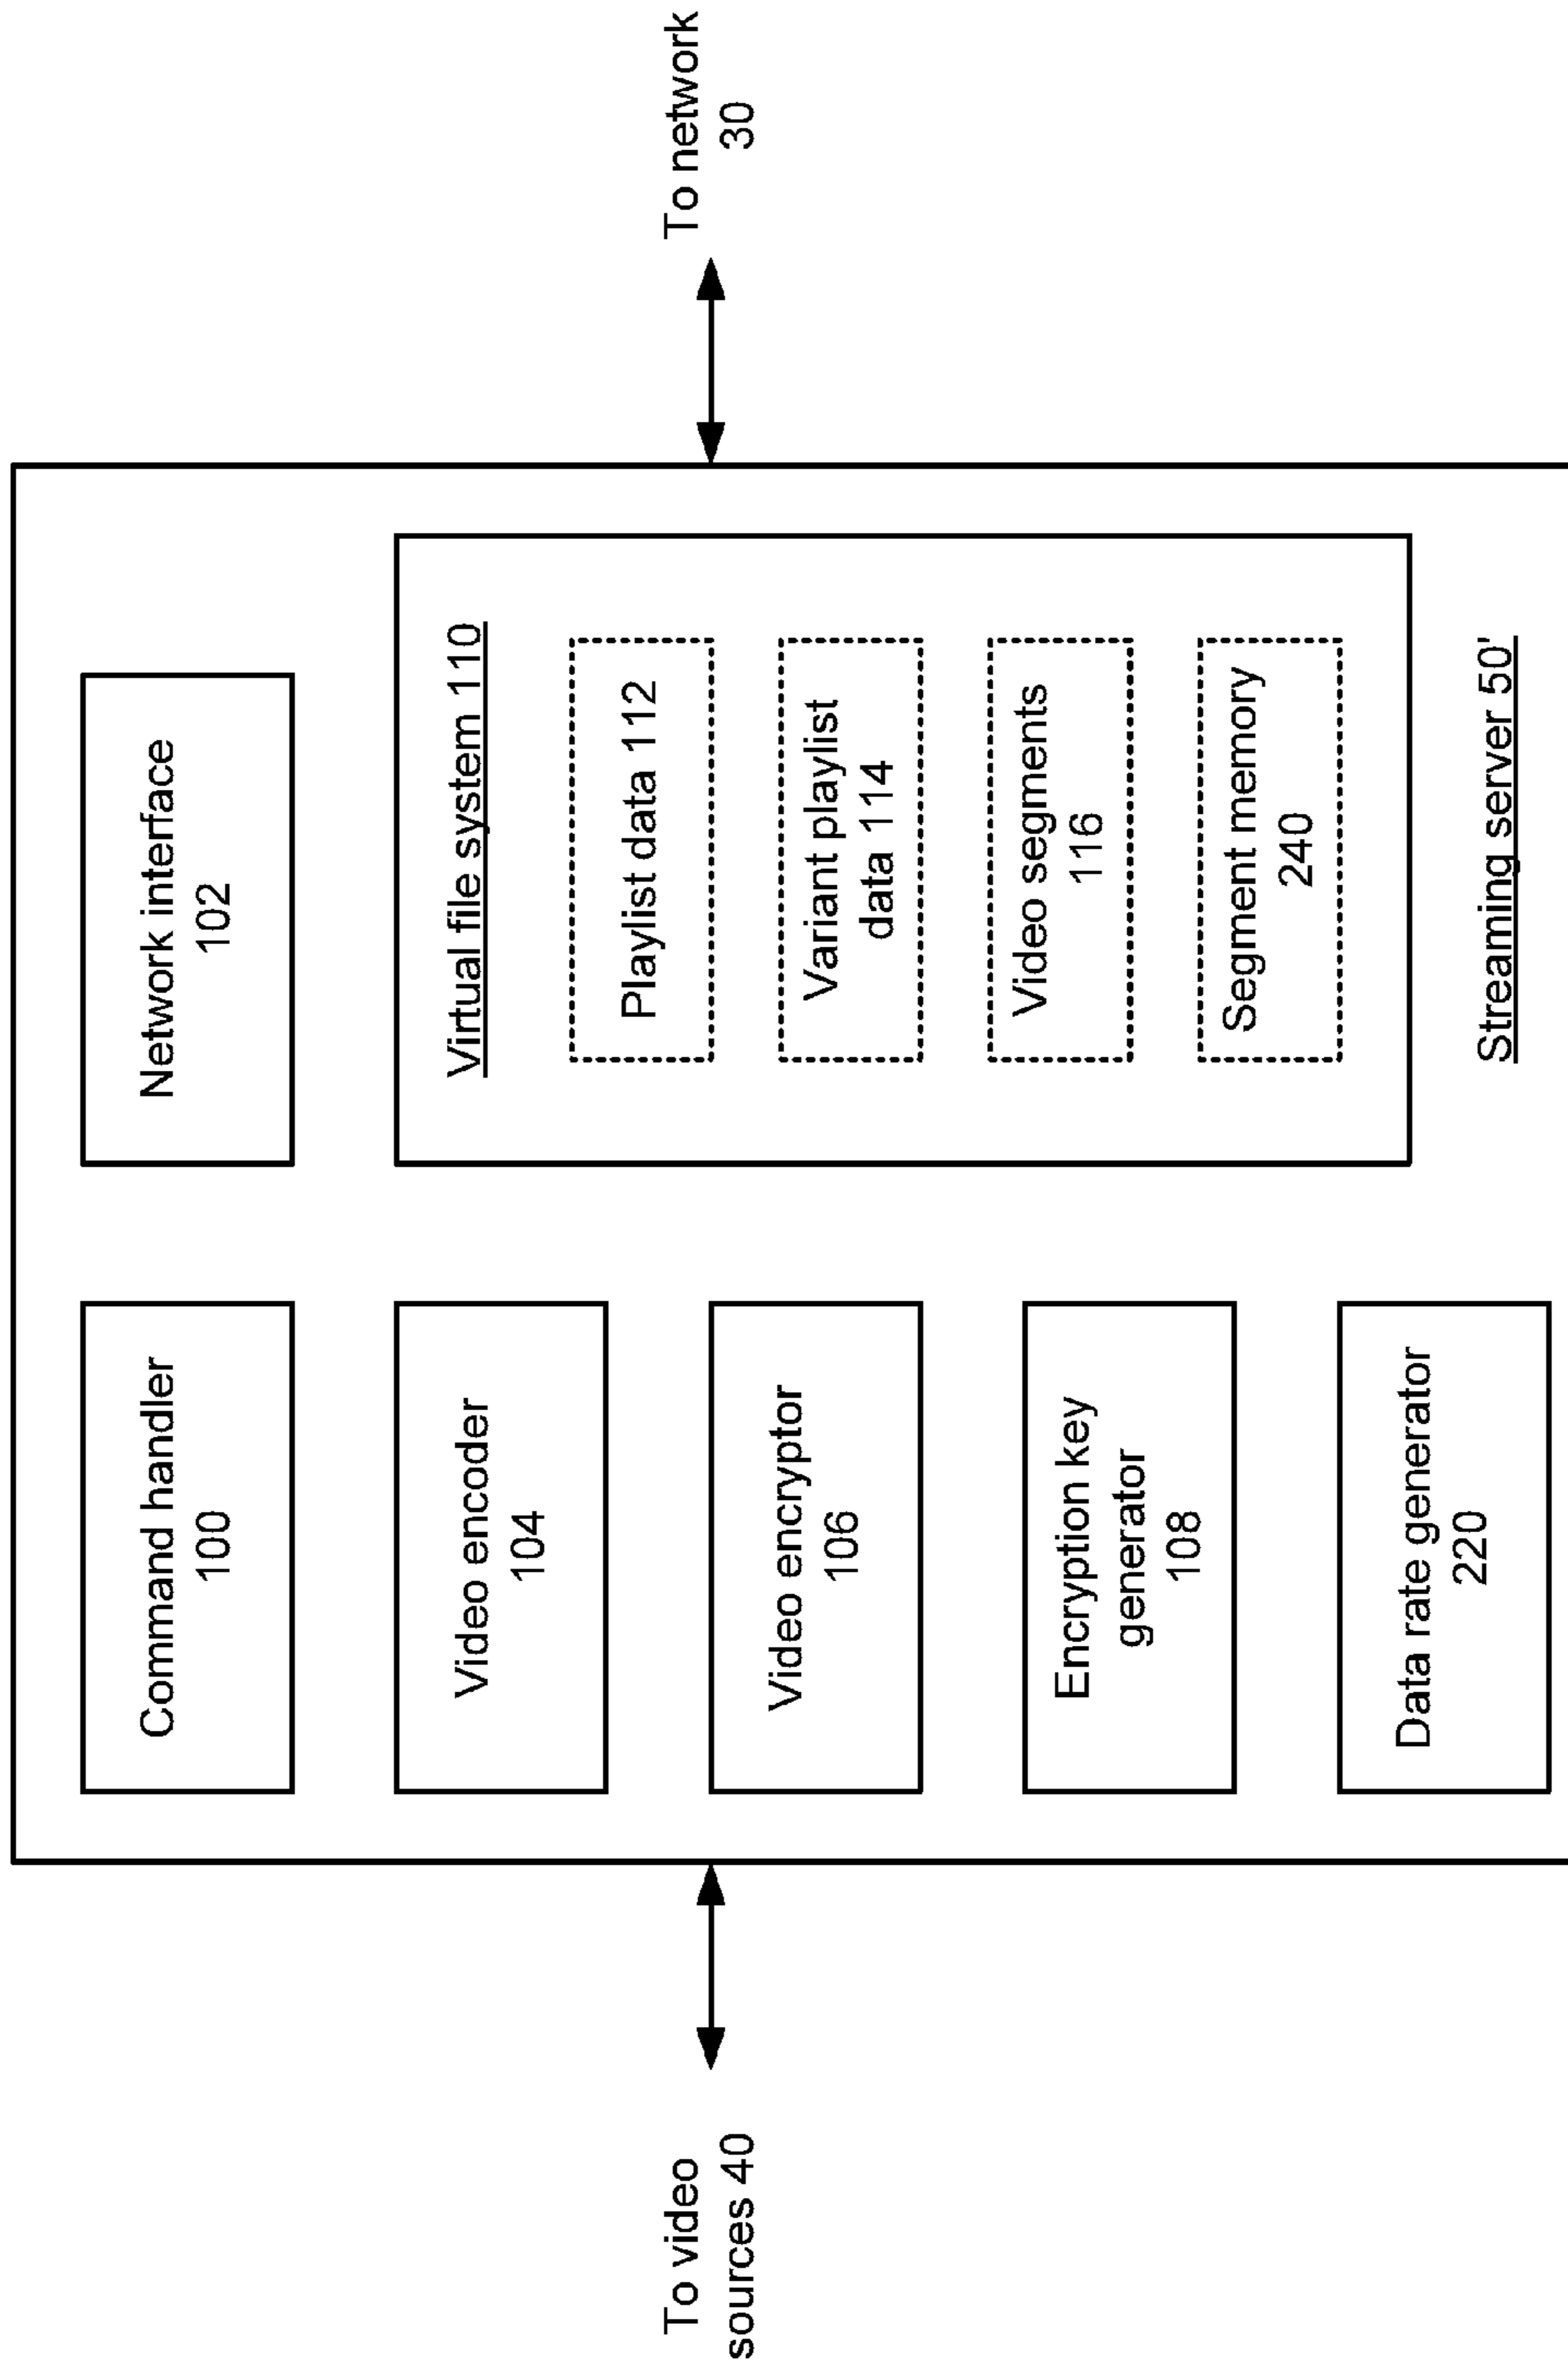 To video
sources 40
Command handler
100
Video encoder
104
Video encryptor
106
Encryption key
generator
108
Data rate generator
220
Network interface
102
Virtual file system 110
Playlist data 112
Variant playlist
data 114
Video segments
116
Segment memory
240
Streaming server 50'
To network
30